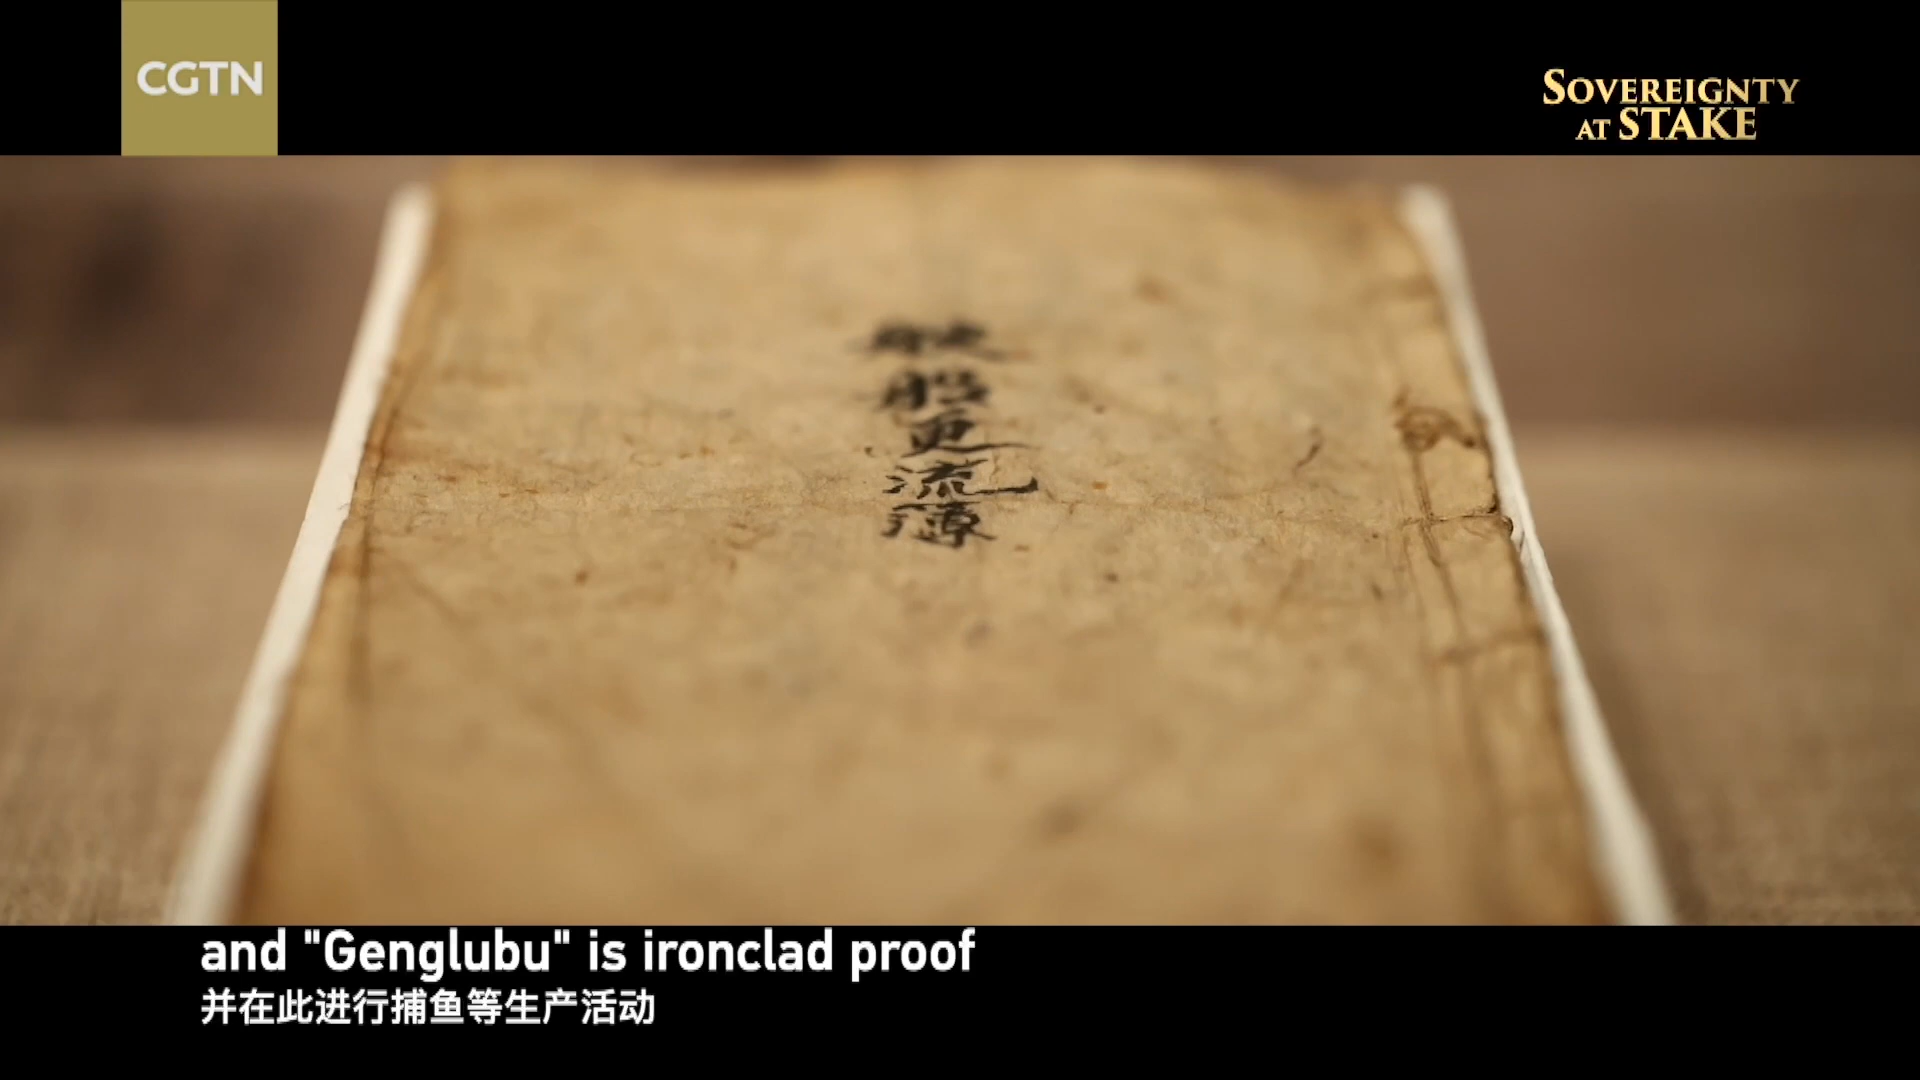 CGTN
SOVEREIGNTY
AT STAKE
船更流簿
and "Genglubu" is ironclad proof
并在此进行捕鱼等生产活动